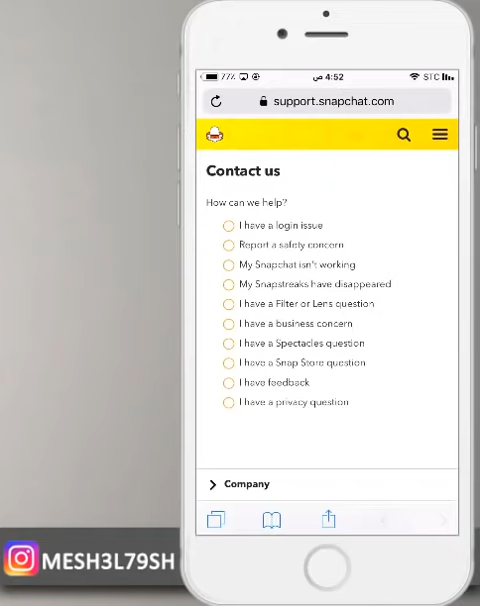 77٪ 4:52 ص STC
support.snapchat.com
Contact us
How can we help?
I have a login issue
Report a safety concern
My Snapchat isn't working
My Snapstreaks have disappeared
I have a Filter or Lens question
I have a business concern
I have a Spectacles question
I have a Snap Store question
I have feedback
I have a privacy question
Company
MESH3L79SH